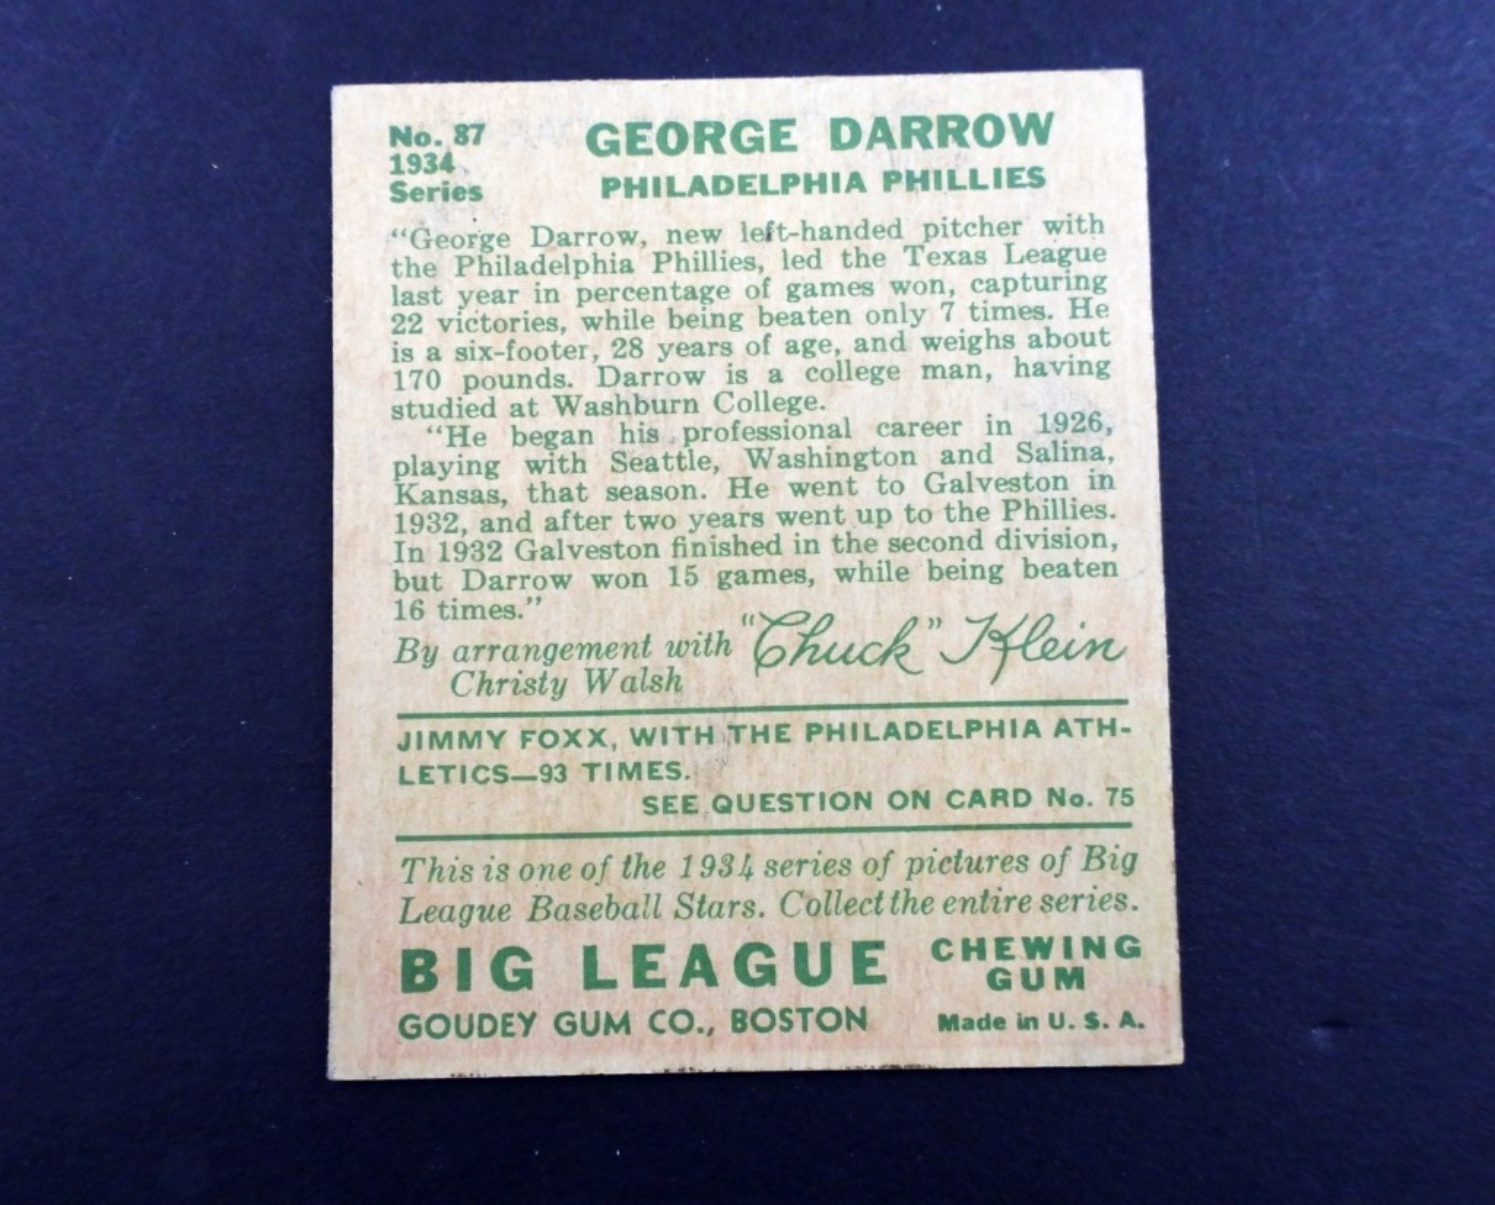 No. 87
1934
Series
GEORGE DARROW
PHILADELPHIA PHILLIES
“George Darrow, new left-handed pitcher with
the Philadelphia Phillies, led the Texas League
last year in percentage of games won, capturing
22 victories, while being beaten only 7 times. He
is a six-footer, 28 years of age, and weighs about
170 pounds. Darrow is a college man, having
studied at Washburn College.
“He began his professional career in 1926,
playing with Seattle, Washington and Salina,
Kansas, that season. He went to Galveston in
1932, and after two years went up to the Phillies.
In 1932 Galveston finished in the second division,
but Darrow won 15 games, while being beaten
16 times.”
By arrangement with
Christy Walsh
"Chuck" Klein
JIMMY FOXX, WITH THE PHILADELPHIA ATH-
LETICS—93 TIMES.
SEE QUESTION ON CARD No. 75
This is one of the 1934 series of pictures of Big
League Baseball Stars. Collect the entire series.
BIG LEAGUE
CHEWING
GUM
GOUDEY GUM CO., BOSTON
Made in U. S. A.